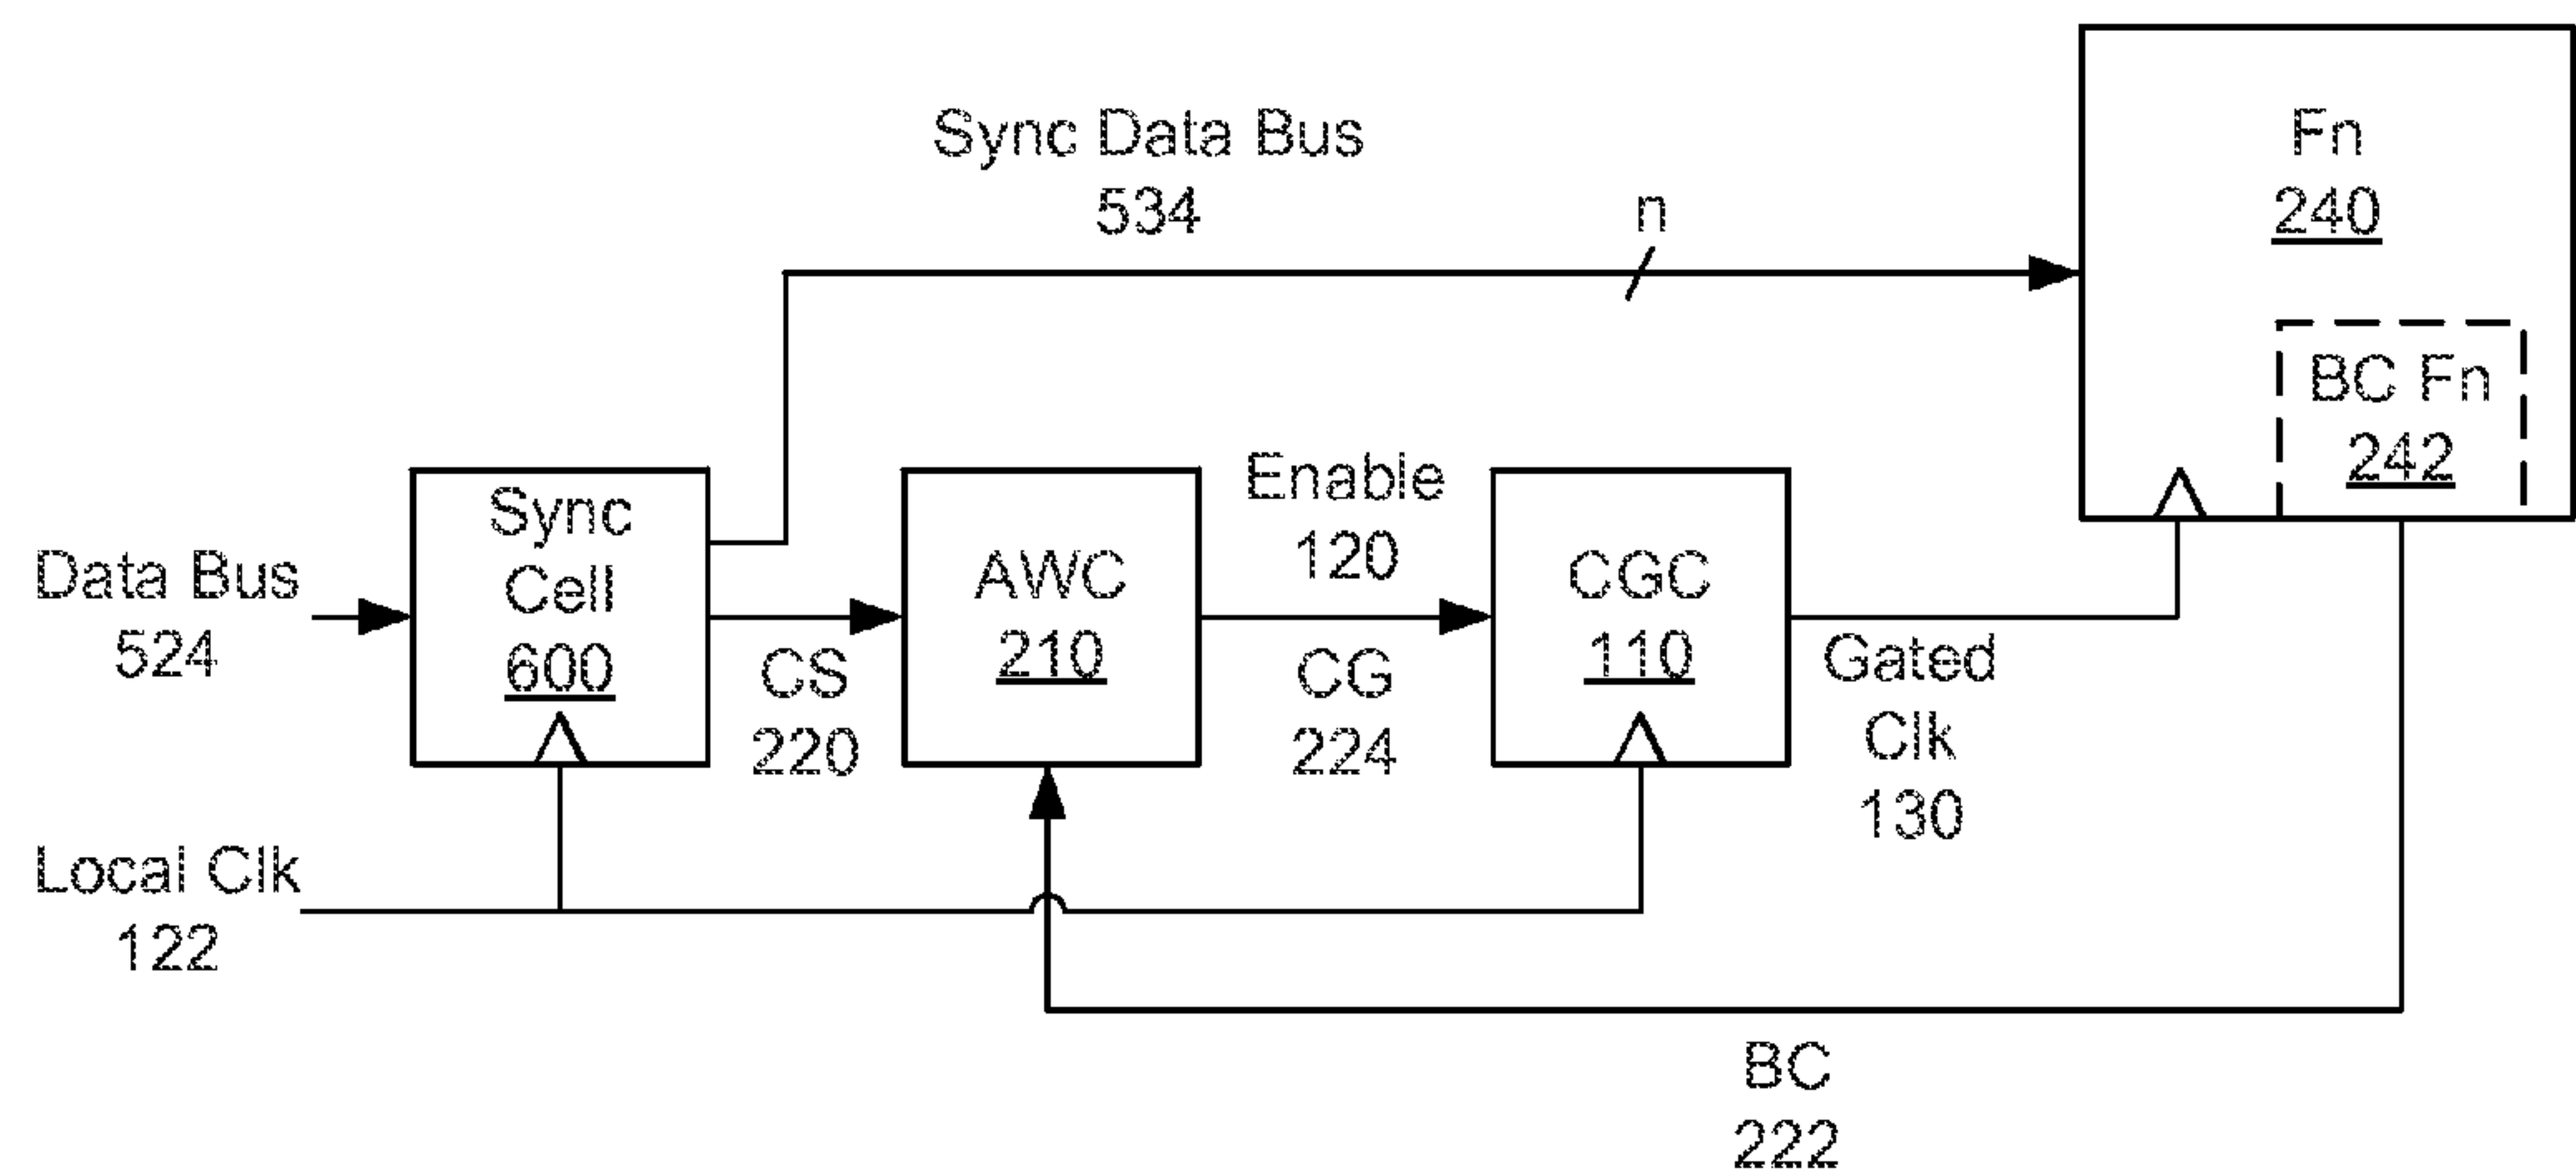 Sync Data Bus
534
n
Fn
240
BC Fn
242
Data Bus
524
Sync
Cell
600
CS
220
AWC
210
Enable
120
CG
224
CGC
110
Gated
Clk
130
Local Clk
122
BC
222